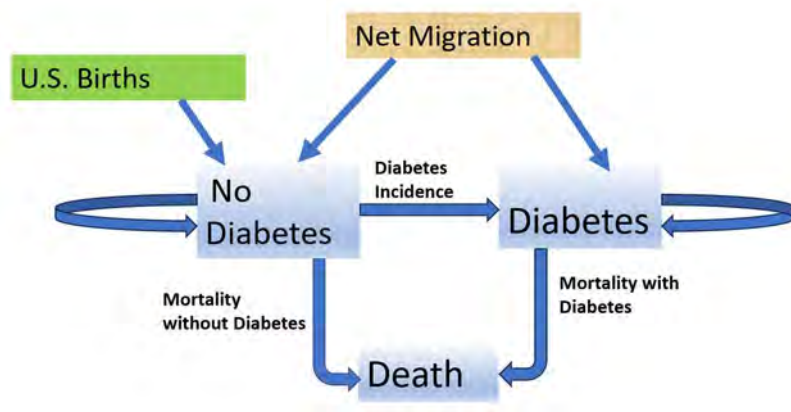 Net Migration
U.S. Births
Diabetes
Incidence
No
Diabetes
Diabetes
Mortality
without Diabetes
Mortality with
Diabetes
Death